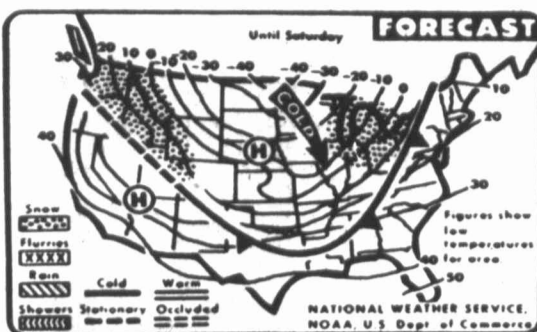 FORECAST
Until Saturday
30 -20 10 0 -20 -30 -40 -40 -40 -30 -20 -10 0 10
-10
COLD
20
40
H
H
30
Snow
Flurries
Rain
Showers
Cold
Warm
Stationary
Occluded
Figures show
low
temperatures
for area
40
50
NATIONAL WEATHER SERVICE,
NOAA, U.S. Dept. of Commerce